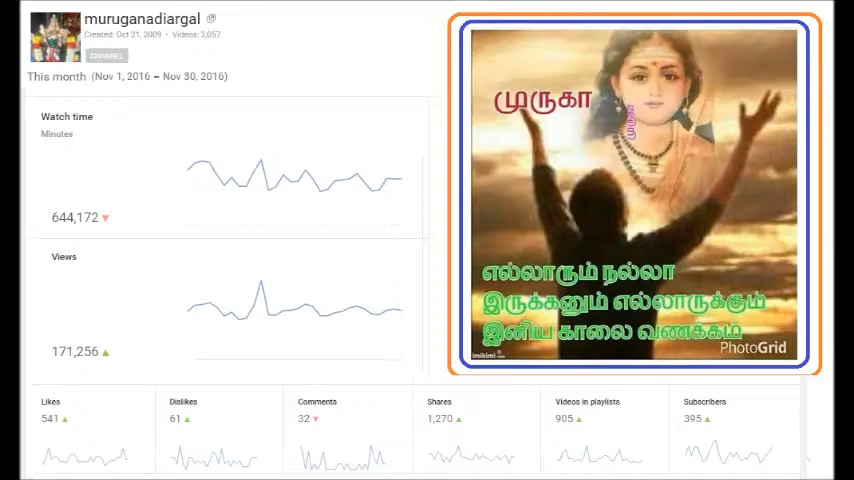 muruganadiargal
Created: Oct 21, 2009 • Videos: 2,057
CHANNEL
This month (Nov 1, 2016 – Nov 30, 2016)
Watch time
Minutes
644,172
Views
171,256
முருகா
முருகா
எல்லாரும் நல்லா
இருக்கனும் எல்லாருக்கும்
இனிய காலை வணக்கம்
PhotoGrid
Likes
541
Dislikes
61
Comments
32
Shares
1,270
Videos in playlists
905
Subscribers
395